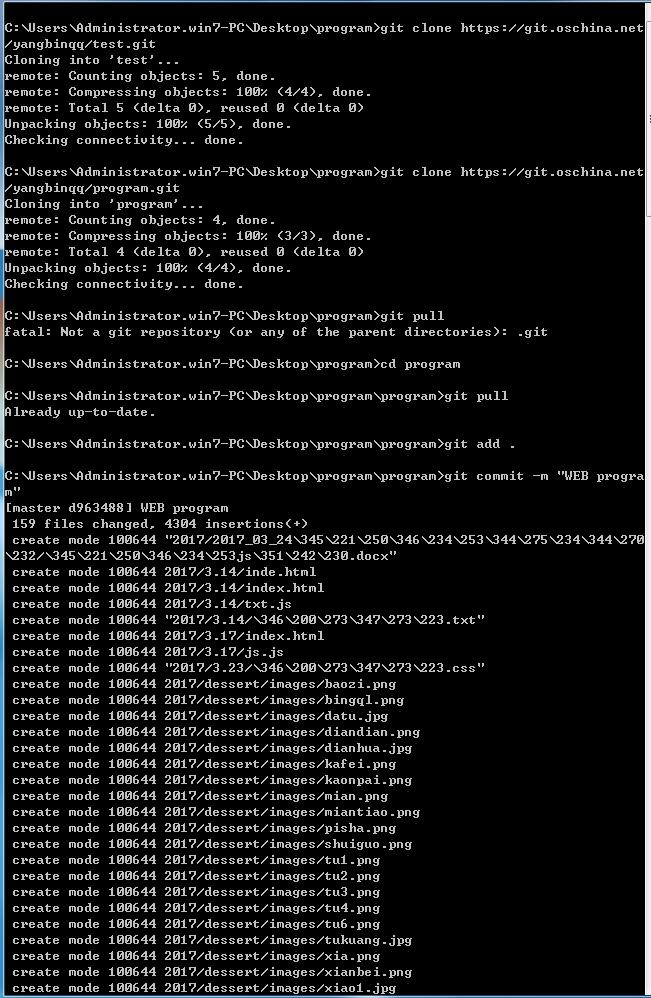 C:\Users\Administrator.win7-PC\Desktop\program>git clone https://git.oschina.net
/yangbinqq/test.git
Cloning into 'test'...
remote: Counting objects: 5, done.
remote: Compressing objects: 100% (4/4), done.
remote: Total 5 (delta 0), reused 0 (delta 0)
Unpacking objects: 100% (5/5), done.
Checking connectivity... done.
C:\Users\Administrator.win7-PC\Desktop\program>git clone https://git.oschina.net
/yangbinqq/program.git
Cloning into 'program'...
remote: Counting objects: 4, done.
remote: Compressing objects: 100% (3/3), done.
remote: Total 4 (delta 0), reused 0 (delta 0)
Unpacking objects: 100% (4/4), done.
Checking connectivity... done.
C:\Users\Administrator.win7-PC\Desktop\program>git pull
fatal: Not a git repository (or any of the parent directories): .git
C:\Users\Administrator.win7-PC\Desktop\program>cd program
C:\Users\Administrator.win7-PC\Desktop\program\program>git pull
Already up-to-date.
C:\Users\Administrator.win7-PC\Desktop\program\program>git add .
C:\Users\Administrator.win7-PC\Desktop\program\program>git commit -m "WEB progra
m"
[master d963488] WEB program
 159 files changed, 4304 insertions(+)
 create mode 100644 "2017/2017_03_24\345\221\250\346\234\253\344\275\234\344\270
\232/\345\221\250\346\234\253js\351\242\230.docx"
 create mode 100644 2017/3.14/inde.html
 create mode 100644 2017/3.14/index.html
 create mode 100644 2017/3.14/txt.js
 create mode 100644 "2017/3.14/\346\200\273\347\273\223.txt"
 create mode 100644 2017/3.17/index.html
 create mode 100644 2017/3.17/js.js
 create mode 100644 "2017/3.23/\346\200\273\347\273\223.css"
 create mode 100644 2017/dessert/images/baozi.png
 create mode 100644 2017/dessert/images/bingql.png
 create mode 100644 2017/dessert/images/datu.jpg
 create mode 100644 2017/dessert/images/diandian.png
 create mode 100644 2017/dessert/images/dianhua.jpg
 create mode 100644 2017/dessert/images/kafei.png
 create mode 100644 2017/dessert/images/kaonpai.png
 create mode 100644 2017/dessert/images/mian.png
 create mode 100644 2017/dessert/images/miantiao.png
 create mode 100644 2017/dessert/images/pisha.png
 create mode 100644 2017/dessert/images/shuiguo.png
 create mode 100644 2017/dessert/images/tu1.png
 create mode 100644 2017/dessert/images/tu2.png
 create mode 100644 2017/dessert/images/tu3.png
 create mode 100644 2017/dessert/images/tu4.png
 create mode 100644 2017/dessert/images/tu6.png
 create mode 100644 2017/dessert/images/tukuang.jpg
 create mode 100644 2017/dessert/images/xia.png
 create mode 100644 2017/dessert/images/xianbei.png
 create mode 100644 2017/dessert/images/xiao1.jpg